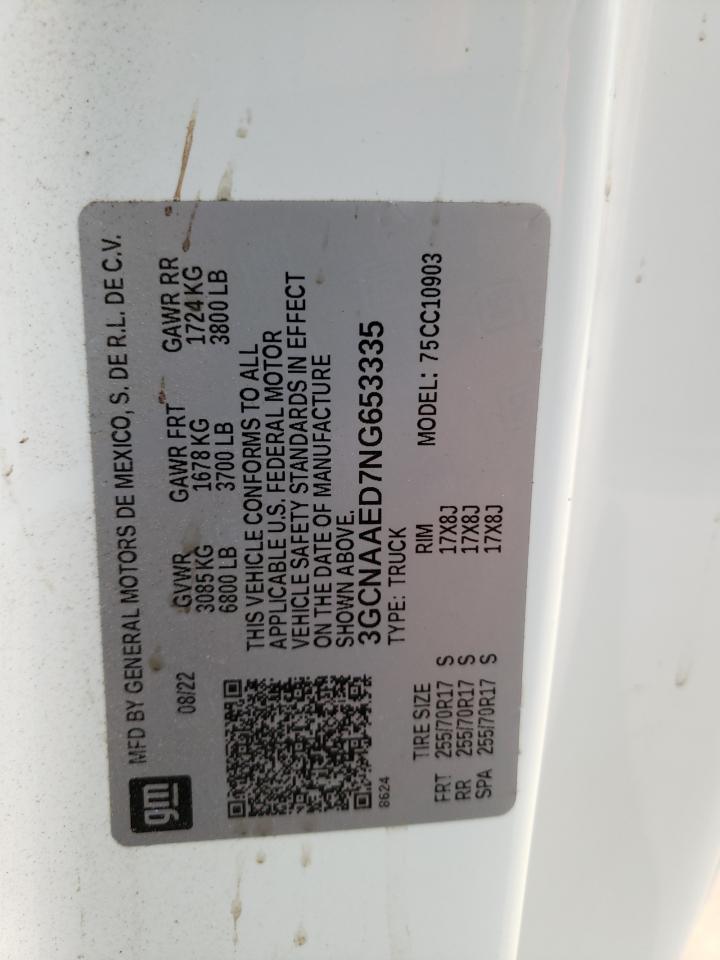 gm
MFD BY GENERAL MOTORS DE MEXICO, S. DE R.L. DE C.V.
08/22 GVWR GAWR FRT GAWR RR
3085 KG 1678 KG 1724 KG
6800 LB 3700 LB 3800 LB
THIS VEHICLE CONFORMS TO ALL
APPLICABLE U.S. FEDERAL MOTOR
VEHICLE SAFETY STANDARDS IN EFFECT
ON THE DATE OF MANUFACTURE
SHOWN ABOVE.
3GCNAAED7NG653335
8624 TYPE: TRUCK MODEL: 75CC10903
TIRE SIZE RIM
FRT 255/70R17 S 17X8J
RR 255/70R17 S 17X8J
SPA 255/70R17 S 17X8J